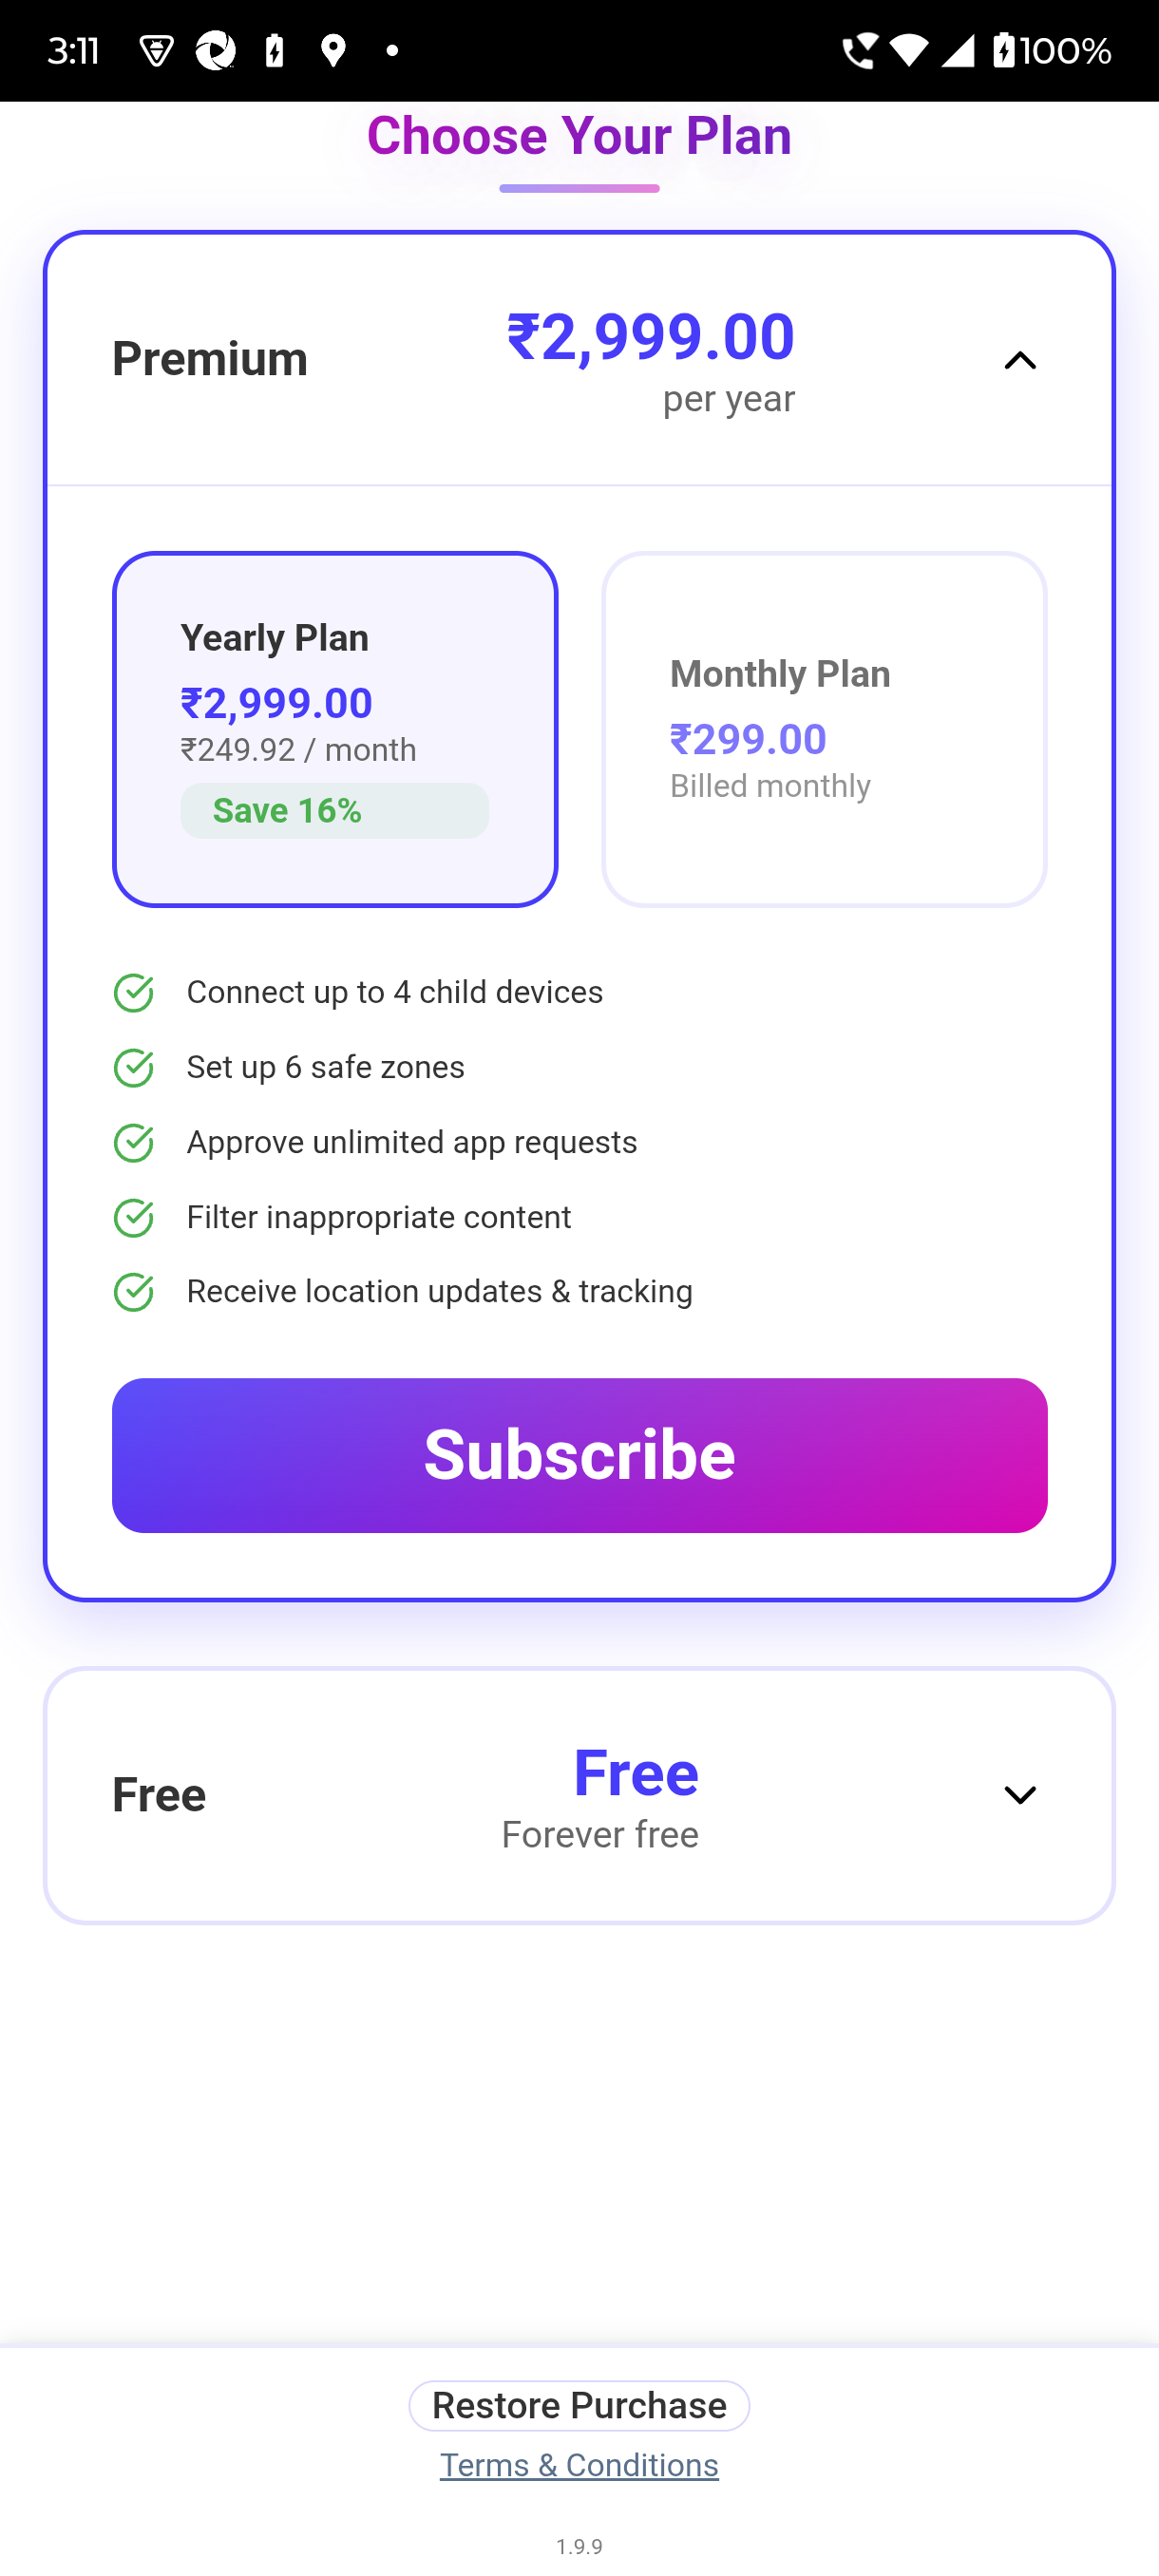 3:11
100%
Choose Your Plan
Premium
₹2,999.00
per year
Yearly Plan
₹2,999.00
₹249.92 / month
Save 16%
Monthly Plan
₹299.00
Billed monthly
Connect up to 4 child devices
Set up 6 safe zones
Approve unlimited app requests
Filter inappropriate content
Receive location updates & tracking
Subscribe
Free
Free
Forever free
Restore Purchase
Terms & Conditions
1.9.9